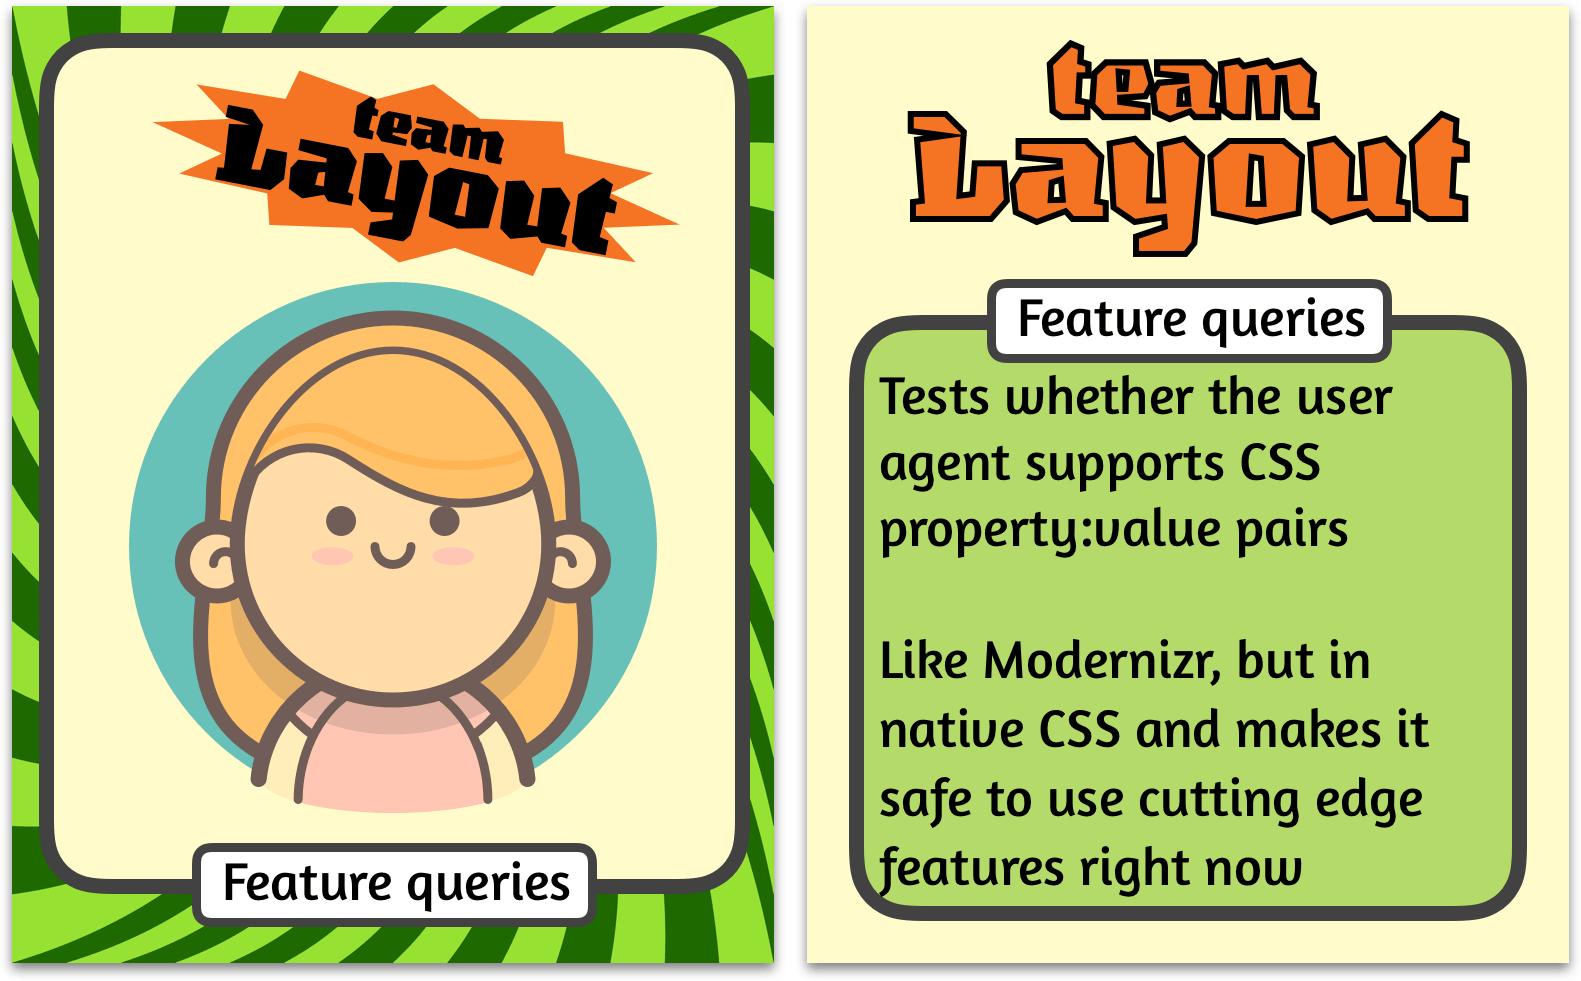 team
Layout
Feature queries
team
Layout
Feature queries
Tests whether the user
agent supports CSS
property:value pairs
Like Modernizr, but in
native CSS and makes it
safe to use cutting edge
features right now